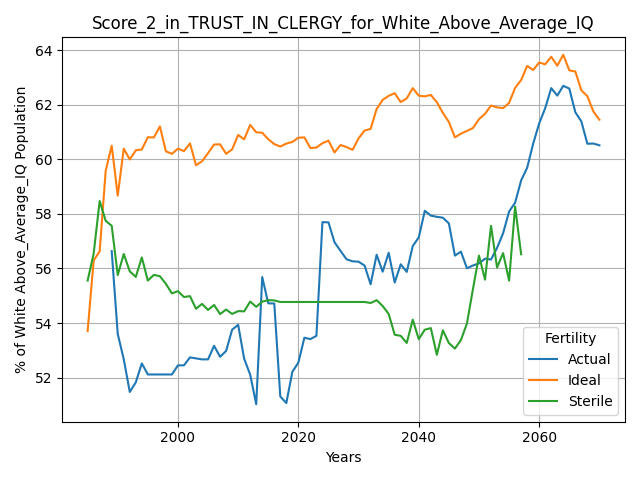 Score_2_in_TRUST_IN_CLERGY_for_White_Above_Average_IQ
% of White Above_Average_IQ Population
64
62
60
58
56
54
52
2000
2020
2040
2060
Years
Fertility
Actual
Ideal
Sterile